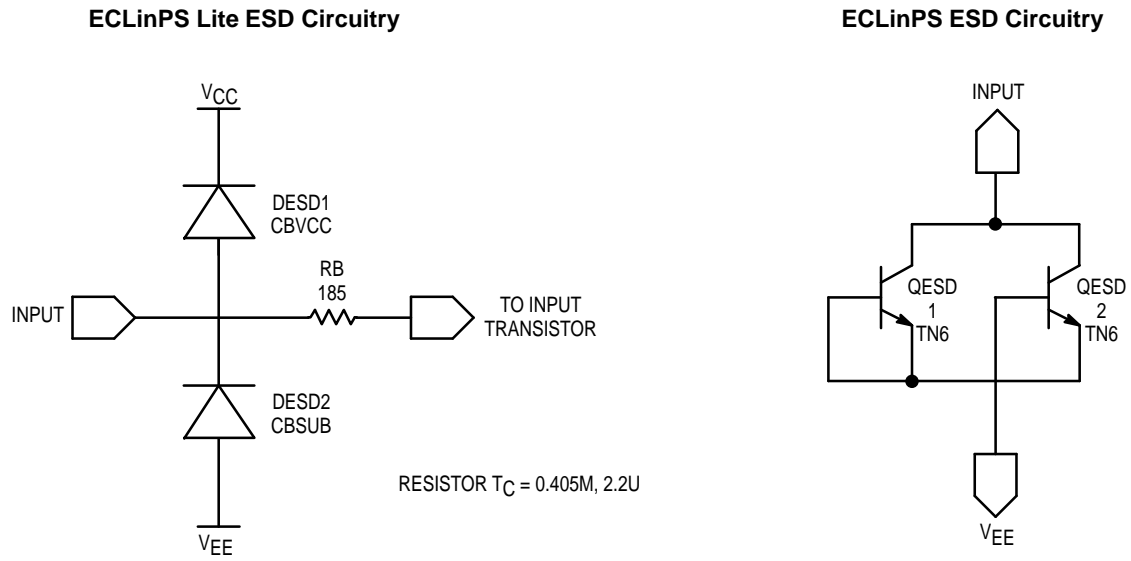 ECLinPS Lite ESD Circuitry
VCC
DESD1
CBVCC
RB
185
INPUT
TO INPUT
TRANSISTOR
DESD2
CBSUB
RESISTOR TC = 0.405M, 2.2U
VEE
ECLinPS ESD Circuitry
INPUT
QESD
1
TN6
QESD
2
TN6
VEE